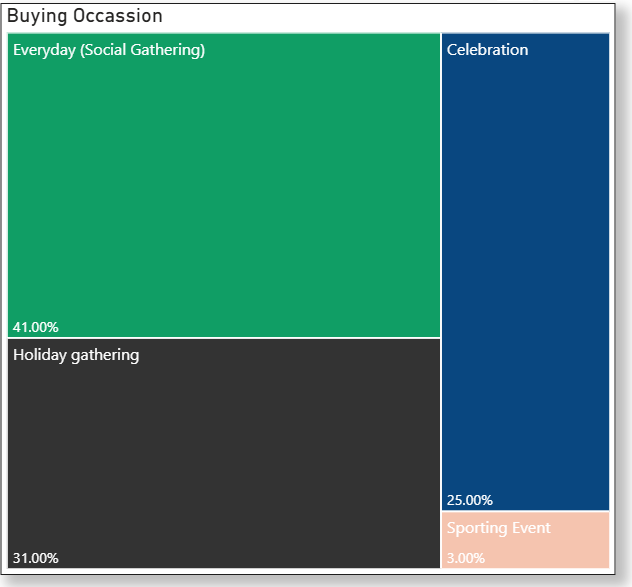 Buying Occassion
Everyday (Social Gathering)
41.00%
Holiday gathering
31.00%
Celebration
25.00%
Sporting Event
3.00%